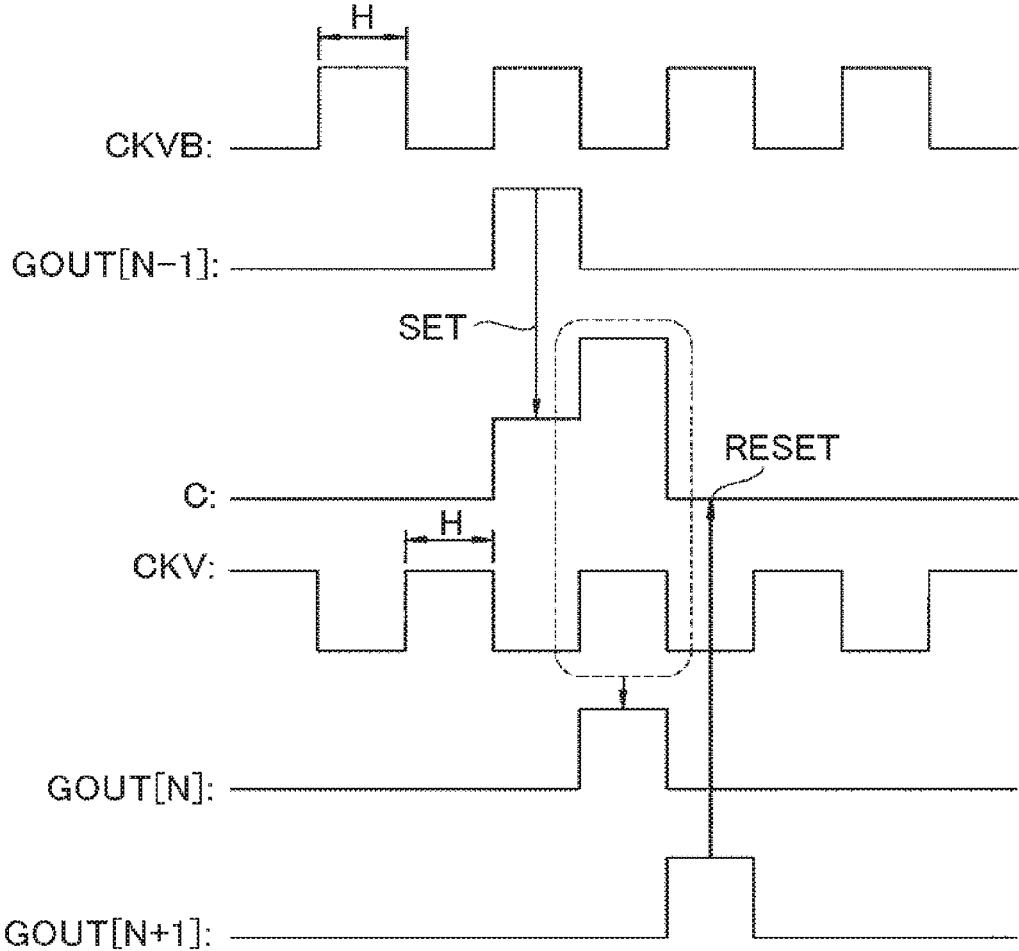 H
CKVB:
GOUT[N-1]:
SET
RESET
C:
H
CKV:
GOUT[N]:
GOUT[N+1]: